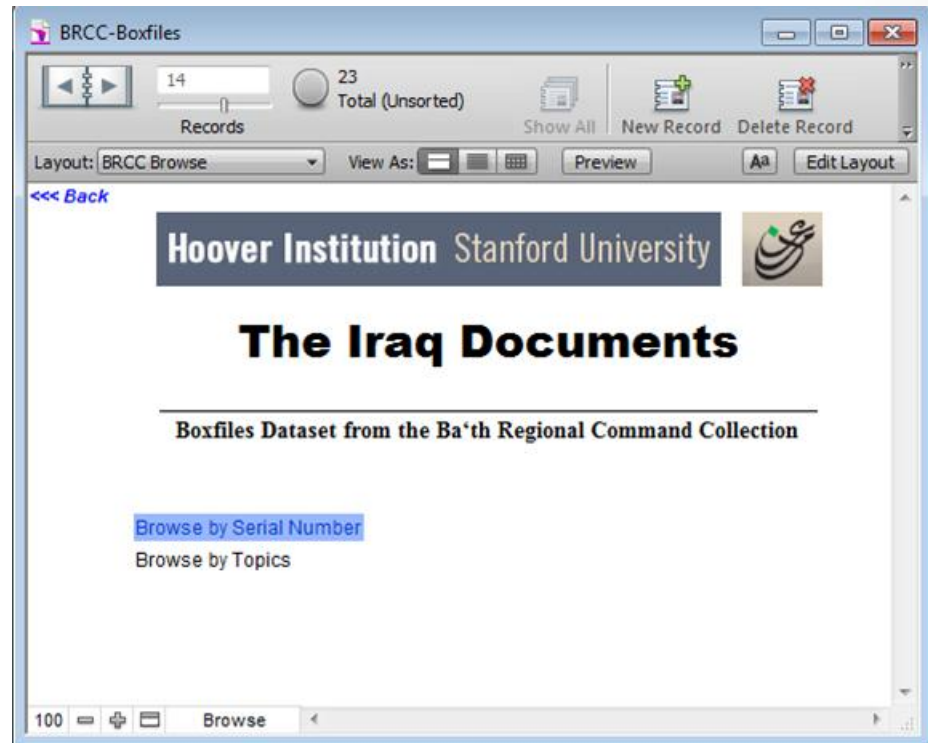 BRCC-Boxfiles
14
23
Total (Unsorted)
Records
Show All
New Record
Delete Record
Layout: BRCC Browse
View As:
Preview
Aa
Edit Layout
<<< Back
Hoover Institution Stanford University
The Iraq Documents
Boxfiles Dataset from the Ba‘th Regional Command Collection
Browse by Serial Number
Browse by Topics
100
Browse